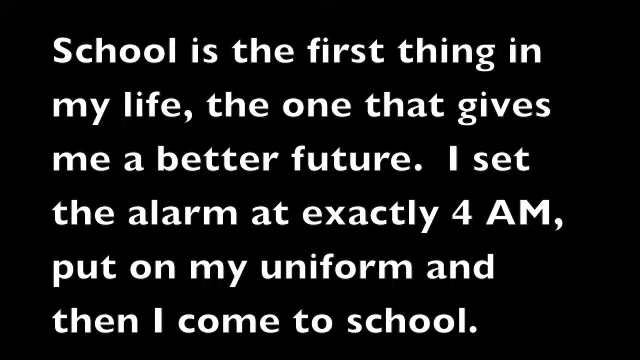 School is the first thing in
my life, the one that gives
me a better future.  I set
the alarm at exactly 4 AM,
put on my uniform and
then I come to school.